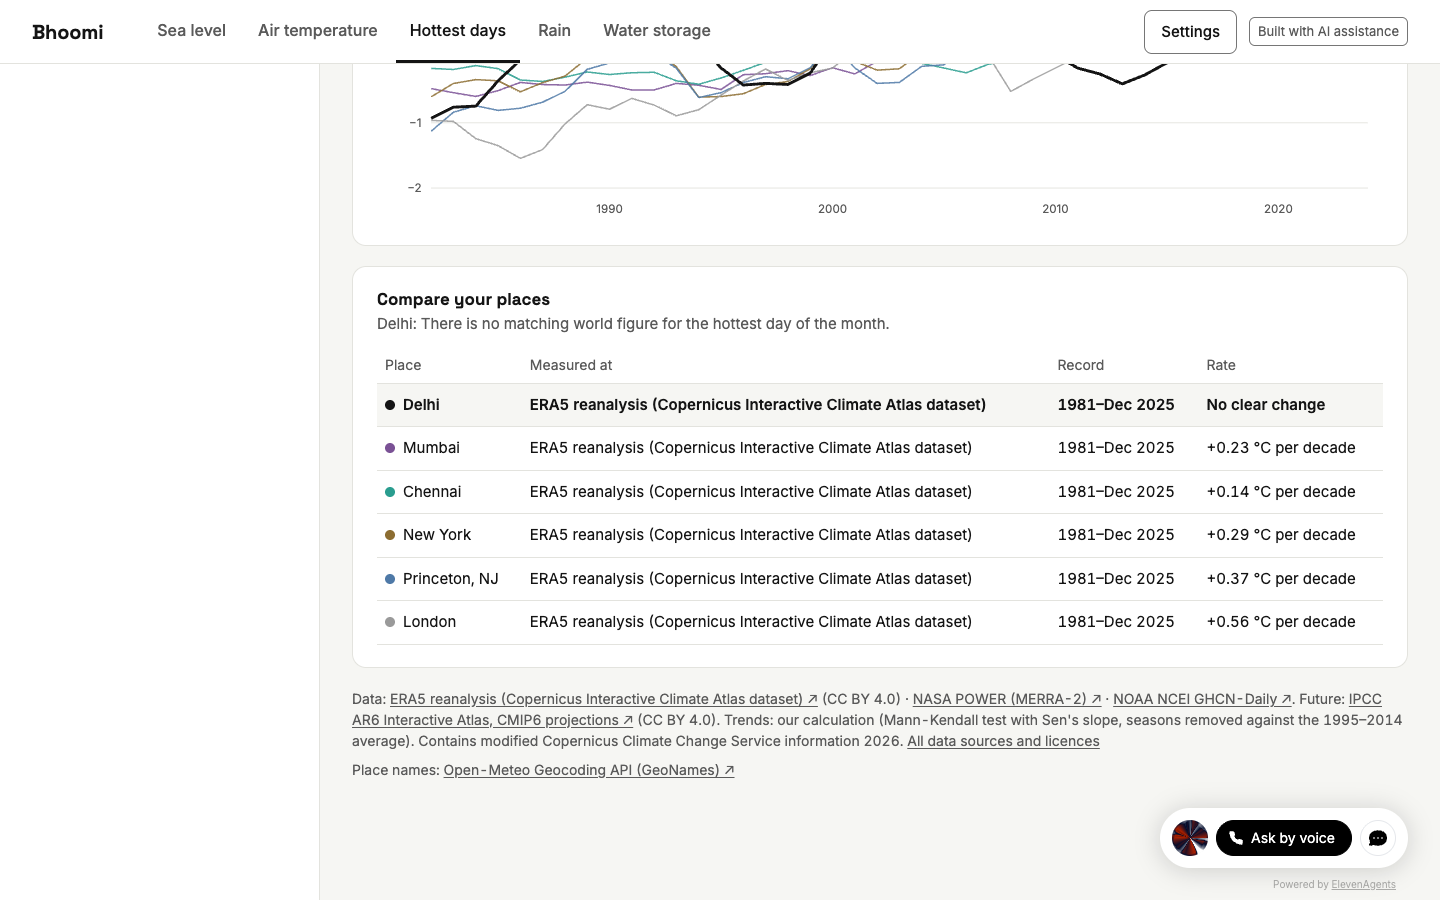 Bhoomi
Sea level
Air temperature
Hottest days
Rain
Water storage
Settings
Built with AI assistance
−1
−2
1990
2000
2010
2020
Compare your places
Delhi: There is no matching world figure for the hottest day of the month.
Place Measured at Record Rate
Delhi ERA5 reanalysis (Copernicus Interactive Climate Atlas dataset) 1981–Dec 2025 No clear change
Mumbai ERA5 reanalysis (Copernicus Interactive Climate Atlas dataset) 1981–Dec 2025 +0.23 °C per decade
Chennai ERA5 reanalysis (Copernicus Interactive Climate Atlas dataset) 1981–Dec 2025 +0.14 °C per decade
New York ERA5 reanalysis (Copernicus Interactive Climate Atlas dataset) 1981–Dec 2025 +0.29 °C per decade
Princeton, NJ ERA5 reanalysis (Copernicus Interactive Climate Atlas dataset) 1981–Dec 2025 +0.37 °C per decade
London ERA5 reanalysis (Copernicus Interactive Climate Atlas dataset) 1981–Dec 2025 +0.56 °C per decade
Data: ERA5 reanalysis (Copernicus Interactive Climate Atlas dataset) ↗ (CC BY 4.0) · NASA POWER (MERRA-2) ↗ · NOAA NCEI GHCN-Daily ↗. Future: IPCC
AR6 Interactive Atlas, CMIP6 projections ↗ (CC BY 4.0). Trends: our calculation (Mann-Kendall test with Sen's slope, seasons removed against the 1995–2014
average). Contains modified Copernicus Climate Change Service information 2026. All data sources and licences
Place names: Open-Meteo Geocoding API (GeoNames) ↗
Ask by voice
Powered by ElevenAgents